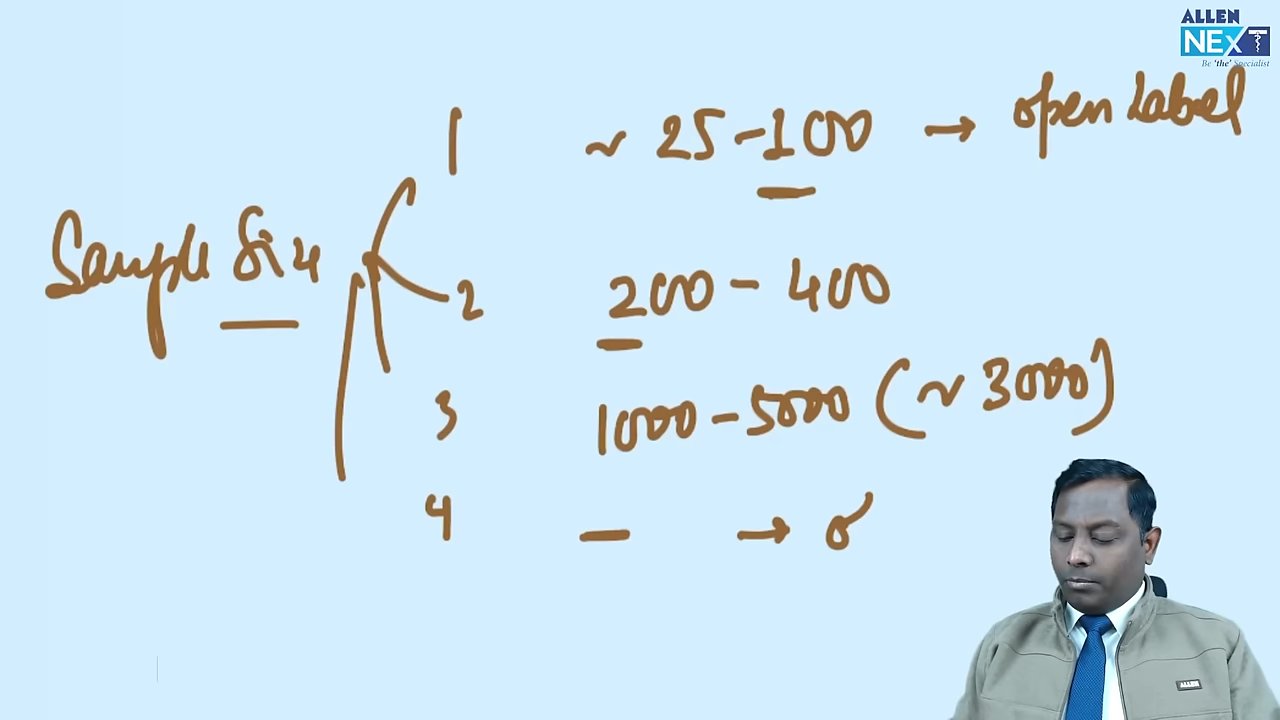 ALLEN
NEXT
Be 'the' Specialist
1 ~ 25-100 → open label
Sample Size
2 200 - 400
3 1000-5000 (~3000)
4 — → o
ALLEN